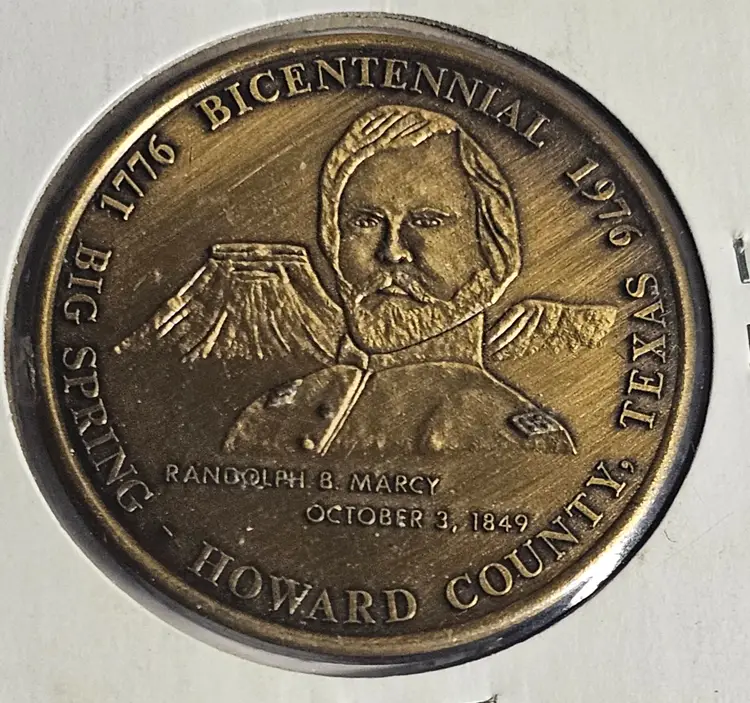 1776 BICENTENNIAL 1976
BIG SPRING - HOWARD COUNTY, TEXAS
RANDOLPH B. MARCY
OCTOBER 3, 1849